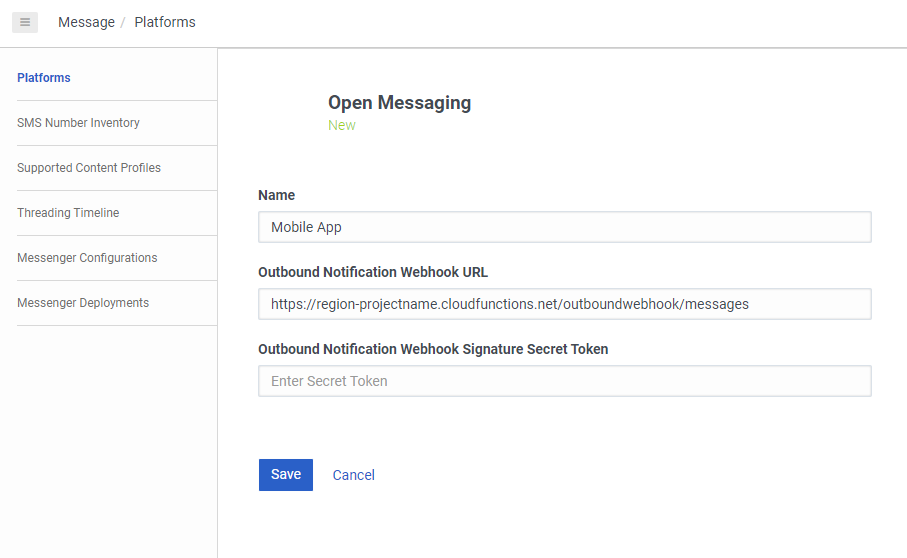 Message / Platforms
Platforms
SMS Number Inventory
Supported Content Profiles
Threading Timeline
Messenger Configurations
Messenger Deployments
Open Messaging
New
Name
Mobile App
Outbound Notification Webhook URL
https://region-projectname.cloudfunctions.net/outboundwebhook/messages
Outbound Notification Webhook Signature Secret Token
Enter Secret Token
Save Cancel